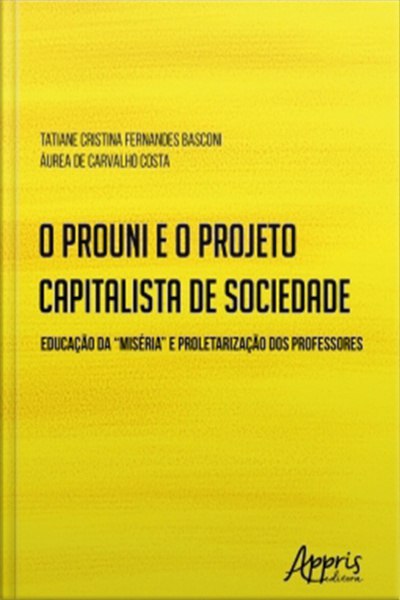 TATIANE CRISTINA FERNANDES BASCONI
ÁUREA DE CARVALHO COSTA
O PROUNI E O PROJETO
CAPITALISTA DE SOCIEDADE
EDUCAÇÃO DA “MISÉRIA” E PROLETARIZAÇÃO DOS PROFESSORES
Appris
editora